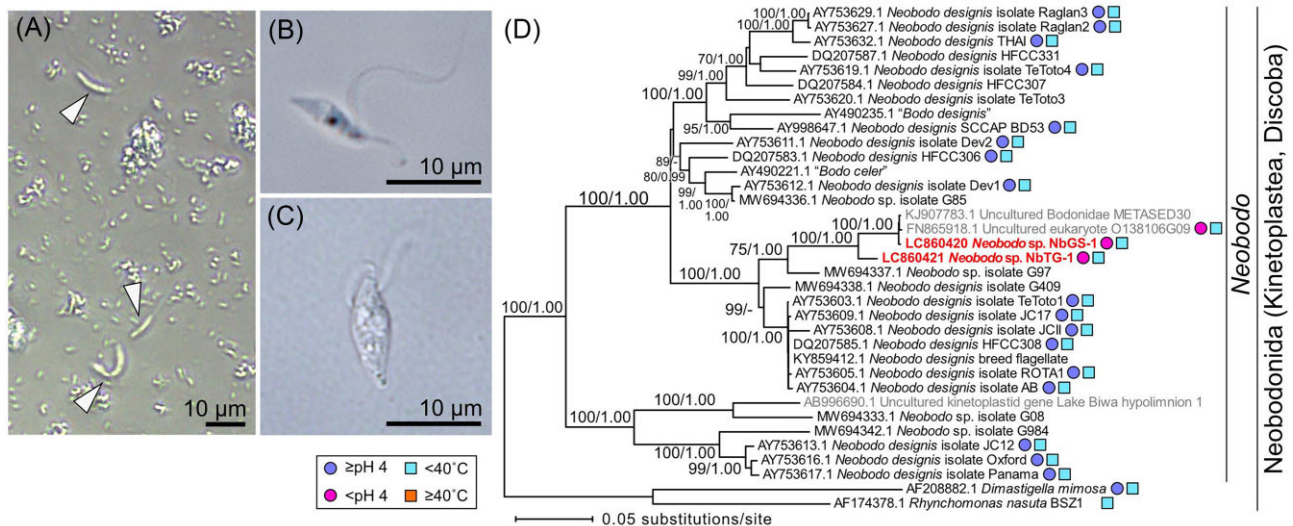 (A)
10 µm
(B)
10 µm
(C)
10 µm
≥pH 4
<40˚C
<pH 4
≥40˚C
(D)
100/1.00
AY753629.1 Neobodo designis isolate Raglan3
100/1.00
AY753627.1 Neobodo designis isolate Raglan2
AY753632.1 Neobodo designis THAI
70/1.00
DQ207587.1 Neobodo designis HFCC331
99/1.00
AY753619.1 Neobodo designis isolate TeToto4
DQ207584.1 Neobodo designis HFCC307
100/1.00
AY753620.1 Neobodo designis isolate TeToto3
AY490235.1 “Bodo designis”
95/1.00
AY998647.1 Neobodo designis SCCAP BD53
AY753611.1 Neobodo designis isolate Dev2
89/-
DQ207583.1 Neobodo designis HFCC306
80/0.99
AY490221.1 “Bodo celer”
99/
1.00
AY753612.1 Neobodo designis isolate Dev1
100/
1.00
MW694336.1 Neobodo sp. isolate G85
100/1.00
KJ907783.1 Uncultured Bodonidae METASED30
100/1.00
FN865918.1 Uncultured eukaryote O138106G09
LC860420 Neobodo sp. NbGS-1
100/1.00
75/1.00
LC860421 Neobodo sp. NbTG-1
MW694337.1 Neobodo sp. isolate G97
100/1.00
MW694338.1 Neobodo sp. isolate G409
99/-
AY753603.1 Neobodo designis isolate TeToto1
AY753609.1 Neobodo designis isolate JC17
100/1.00
AY753608.1 Neobodo designis isolate JCII
DQ207585.1 Neobodo designis HFCC308
KY859412.1 Neobodo designis breed flagellate
AY753605.1 Neobodo designis isolate ROTA1
AY753604.1 Neobodo designis isolate AB
100/1.00
100/1.00
AB996690.1 Uncultured kinetoplastid gene Lake Biwa hypolimnion 1
MW694333.1 Neobodo sp. isolate G08
100/1.00
MW694342.1 Neobodo sp. isolate G984
100/1.00
AY753613.1 Neobodo designis isolate JC12
AY753616.1 Neobodo designis isolate Oxford
99/1.00
AY753617.1 Neobodo designis isolate Panama
AF208882.1 Dimastigella mimosa
AF174378.1 Rhynchomonas nasuta BSZ1
0.05 substitutions/site
Neobodo
Neobodonida (Kinetoplastea, Discoba)